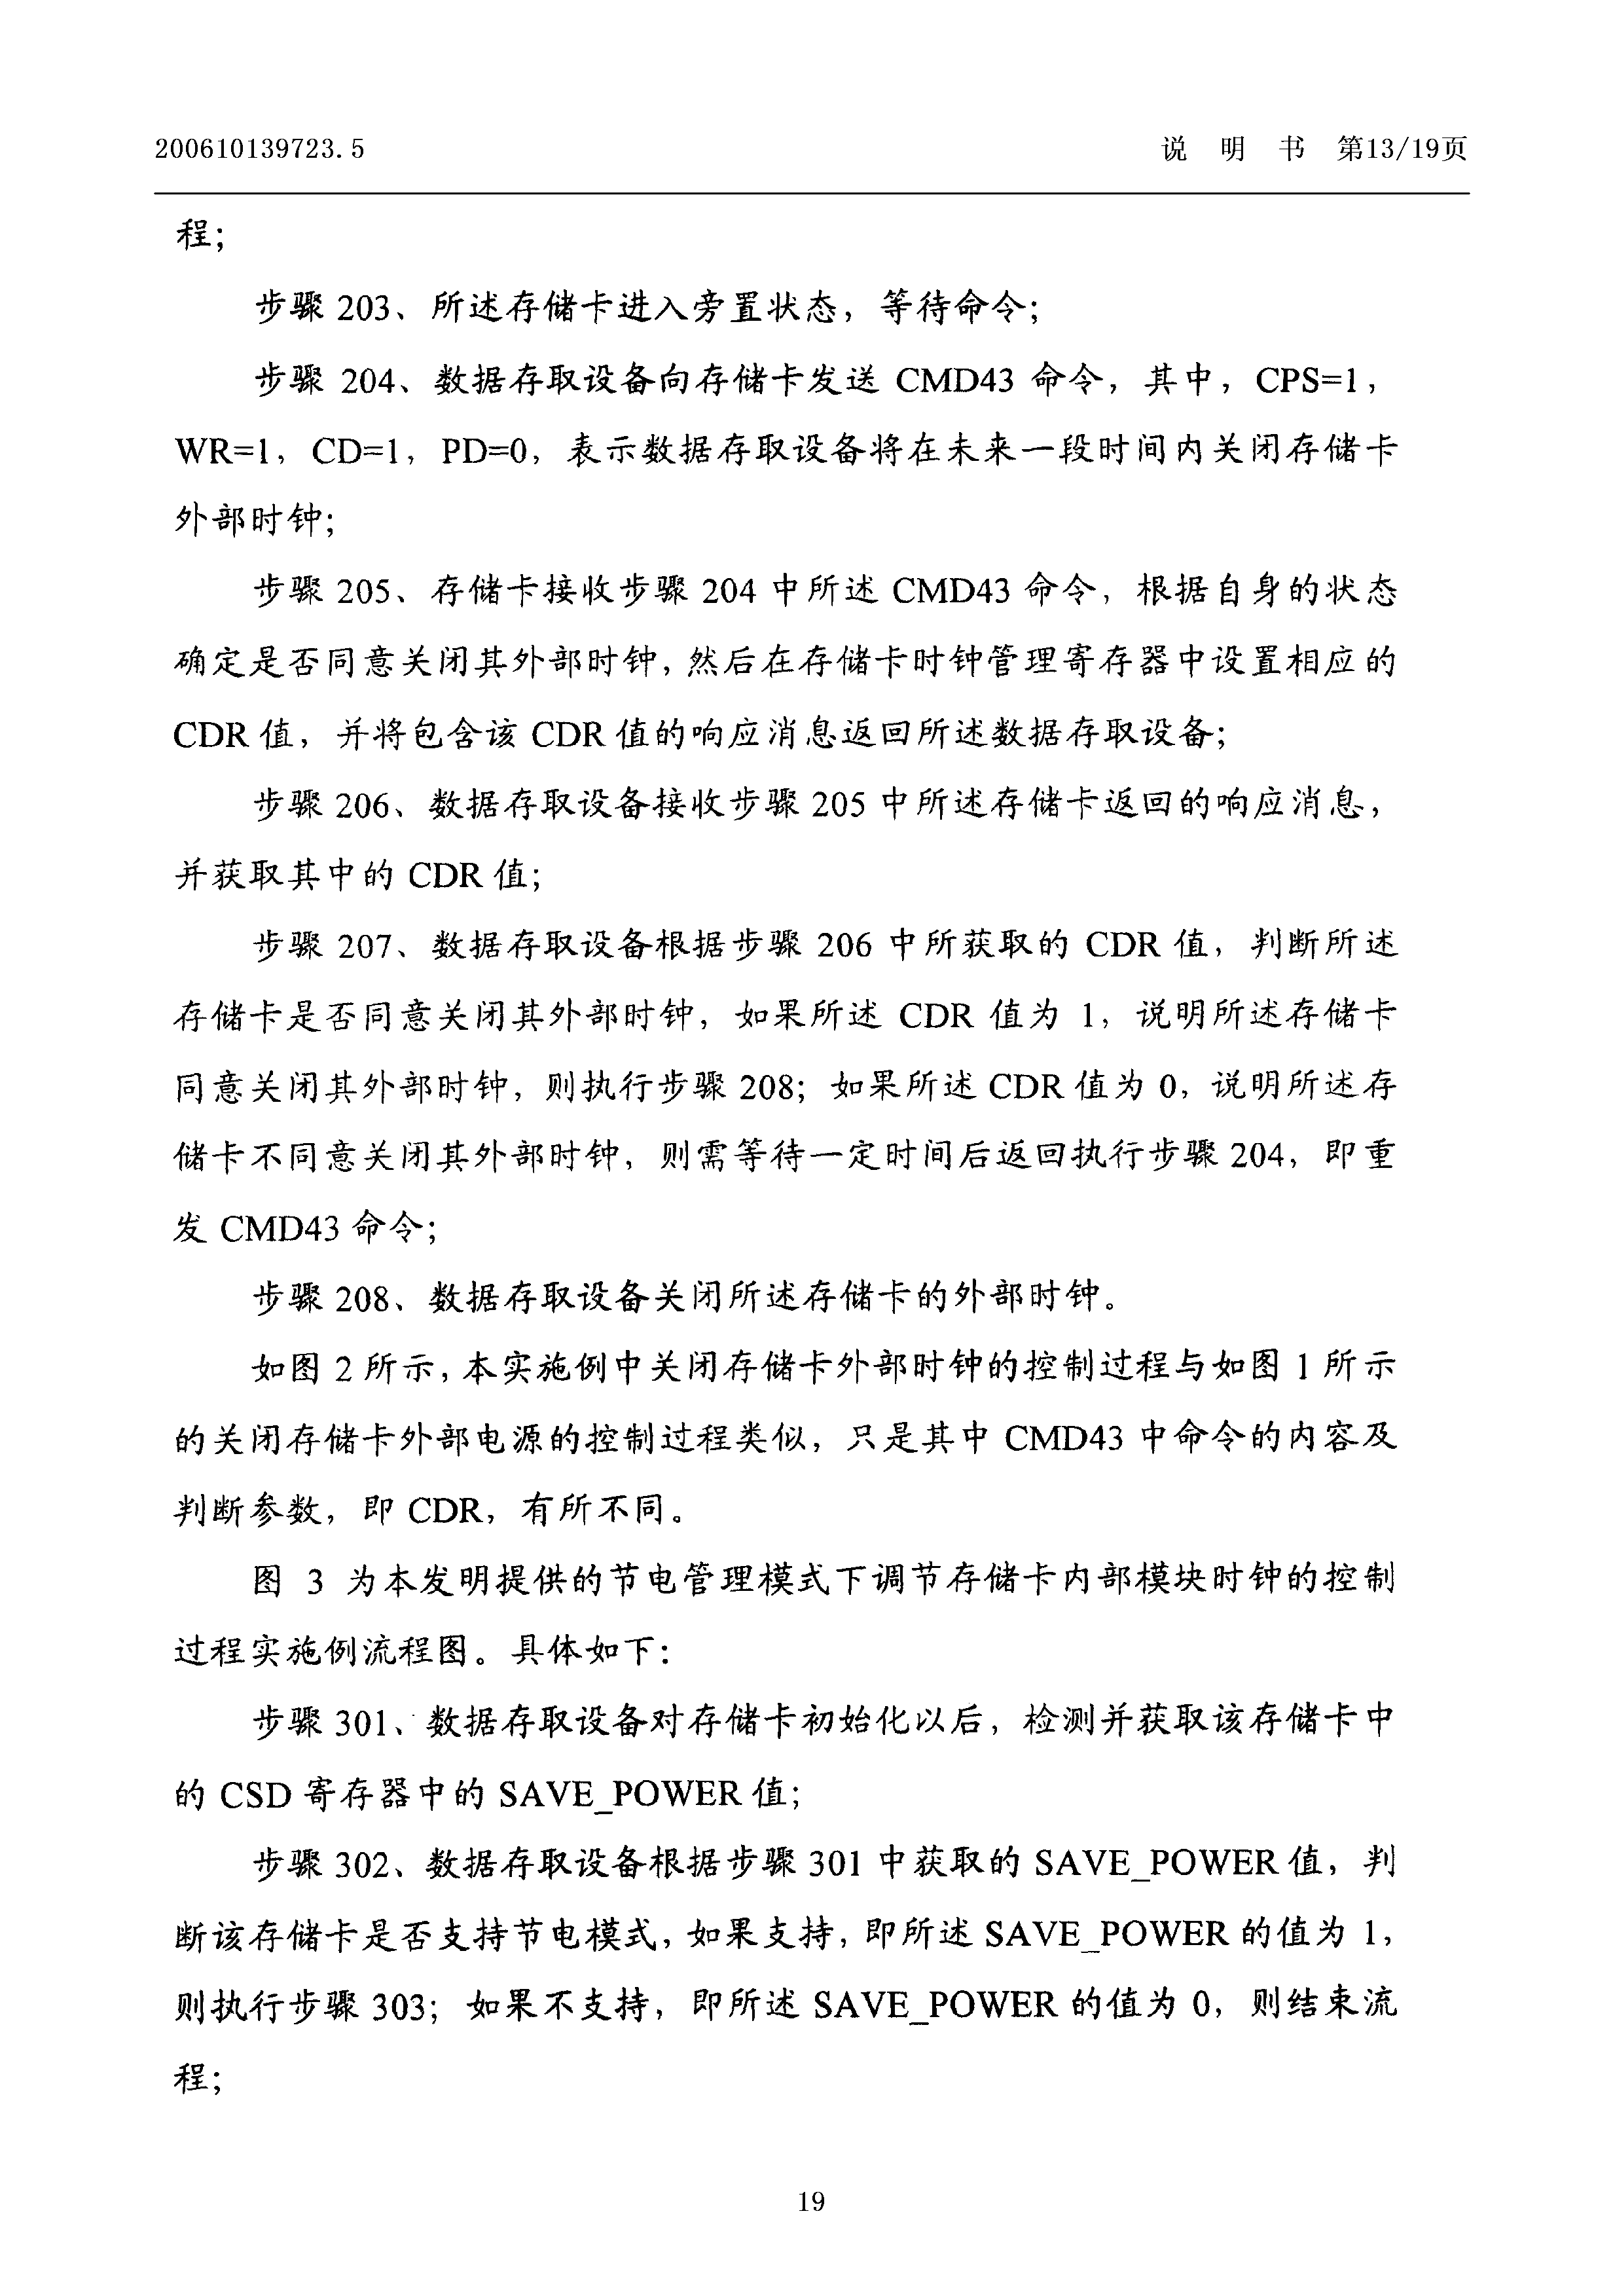 200610139723.5
说 明 书 第13/19页
程；
步骤 203、所述存储卡进入旁置状态，等待命令；
步骤 204、数据存取设备向存储卡发送 CMD43 命令，其中，CPS=1，
WR=1，CD=1，PD=0，表示数据存取设备将在未来一段时间内关闭存储卡
外部时钟；
步骤 205、存储卡接收步骤 204 中所述 CMD43 命令，根据自身的状态
确定是否同意关闭其外部时钟，然后在存储卡时钟管理寄存器中设置相应的
CDR 值，并将包含该 CDR 值的响应消息返回所述数据存取设备；
步骤 206、数据存取设备接收步骤 205 中所述存储卡返回的响应消息，
并获取其中的 CDR 值；
步骤 207、数据存取设备根据步骤 206 中所获取的 CDR 值，判断所述
存储卡是否同意关闭其外部时钟，如果所述 CDR 值为 1，说明所述存储卡
同意关闭其外部时钟，则执行步骤 208；如果所述 CDR 值为 0，说明所述存
储卡不同意关闭其外部时钟，则需等待一定时间后返回执行步骤 204，即重
发 CMD43 命令；
步骤 208、数据存取设备关闭所述存储卡的外部时钟。
如图 2 所示，本实施例中关闭存储卡外部时钟的控制过程与如图 1 所示
的关闭存储卡外部电源的控制过程类似，只是其中 CMD43 中命令的内容及
判断参数，即 CDR，有所不同。
图 3 为本发明提供的节电管理模式下调节存储卡内部模块时钟的控制
过程实施例流程图。具体如下：
步骤 301、数据存取设备对存储卡初始化以后，检测并获取该存储卡中
的 CSD 寄存器中的 SAVE_POWER 值；
步骤 302、数据存取设备根据步骤 301 中获取的 SAVE_POWER 值，判
断该存储卡是否支持节电模式，如果支持，即所述 SAVE_POWER 的值为 1，
则执行步骤 303；如果不支持，即所述 SAVE_POWER 的值为 0，则结束流
程；
19